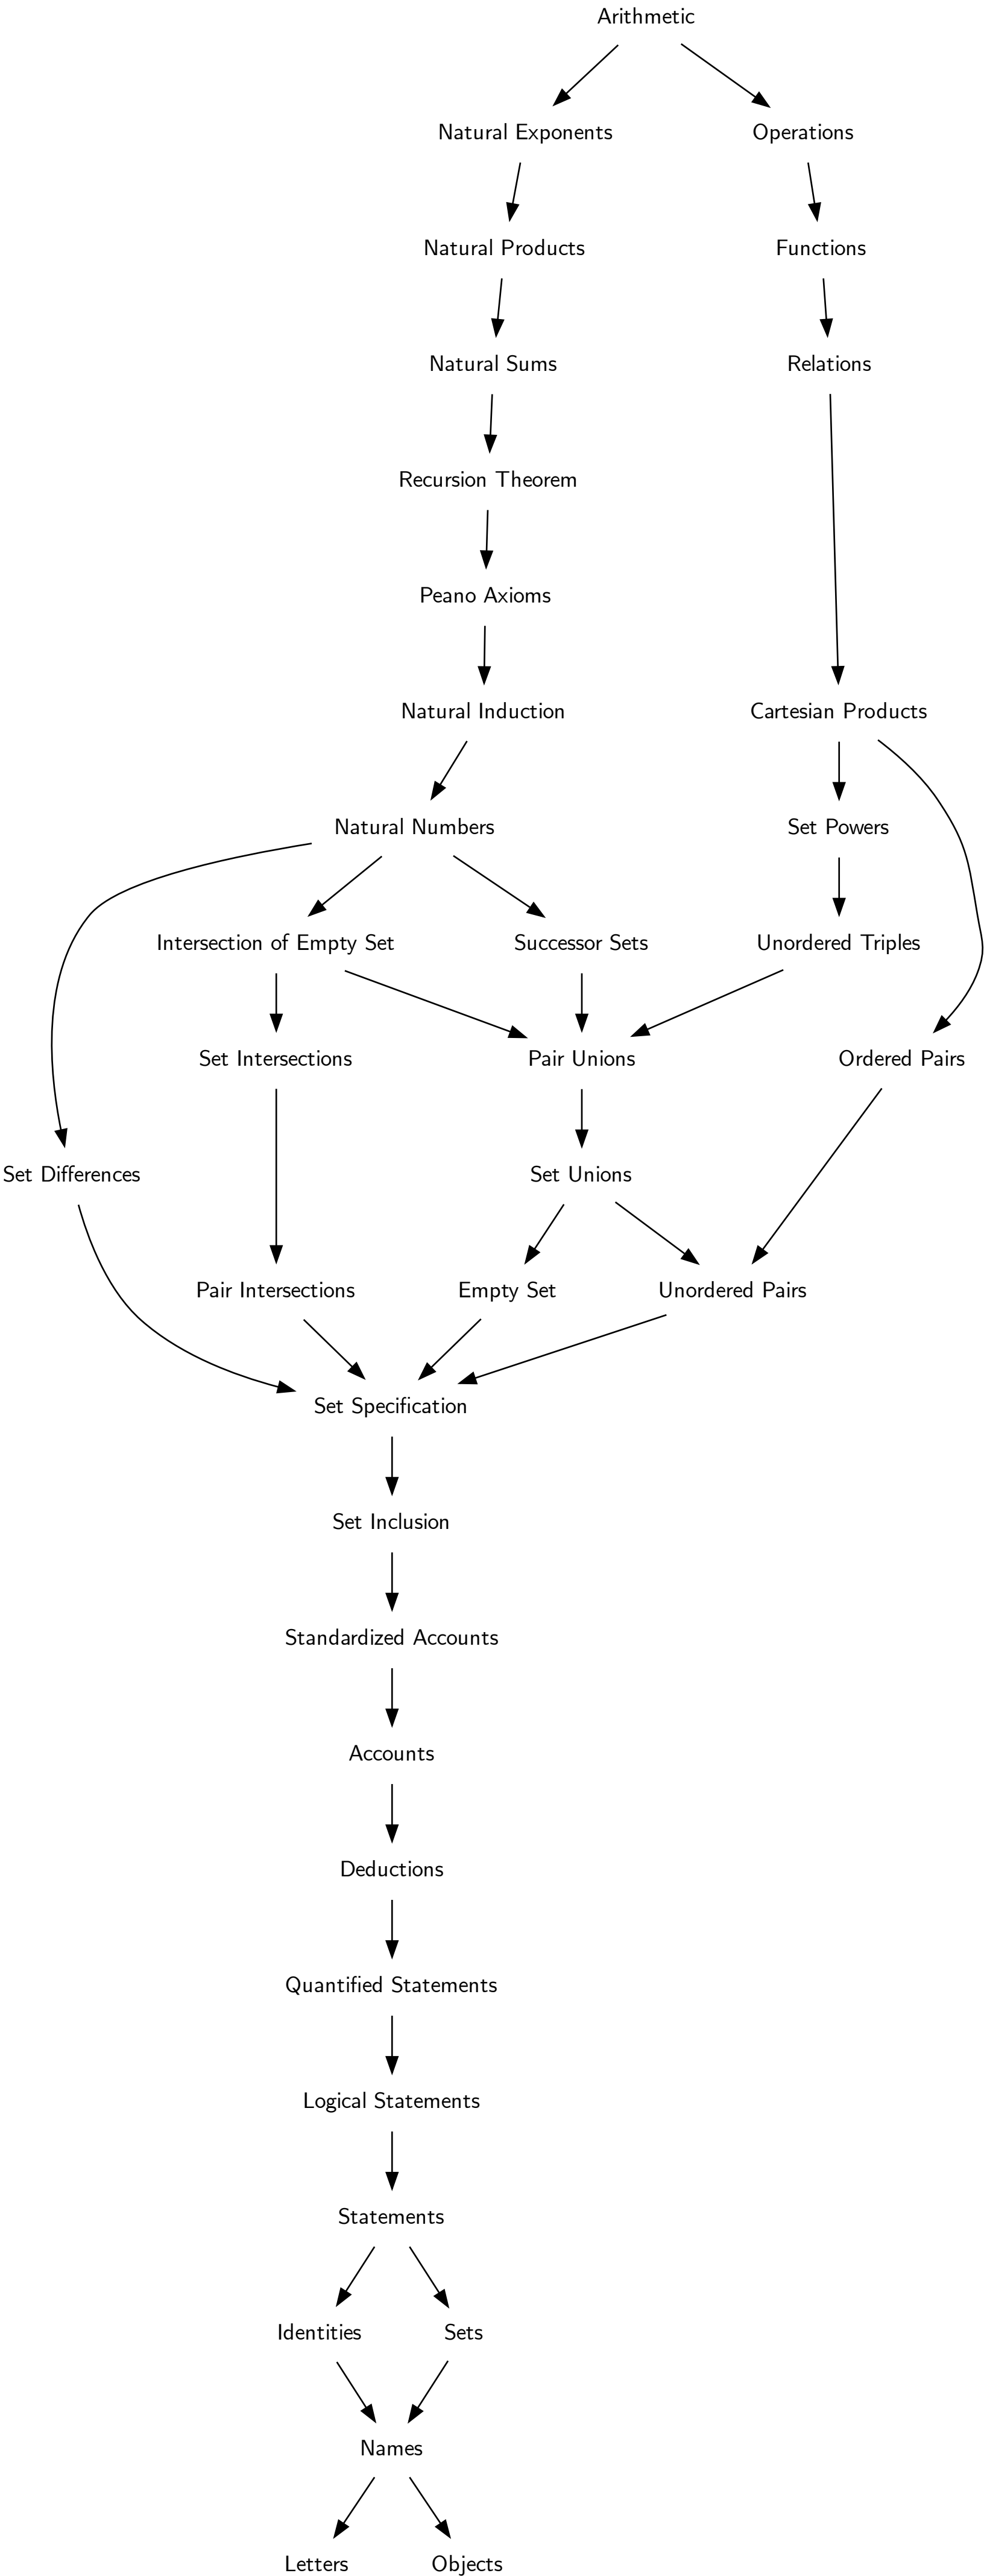 Arithmetic
Natural Exponents
Operations
Natural Products
Functions
Natural Sums
Relations
Recursion Theorem
Peano Axioms
Natural Induction
Cartesian Products
Natural Numbers
Set Powers
Intersection of Empty Set
Successor Sets
Unordered Triples
Set Intersections
Pair Unions
Ordered Pairs
Set Differences
Set Unions
Pair Intersections
Empty Set
Unordered Pairs
Set Specification
Set Inclusion
Standardized Accounts
Accounts
Deductions
Quantified Statements
Logical Statements
Statements
Identities
Sets
Names
Letters
Objects